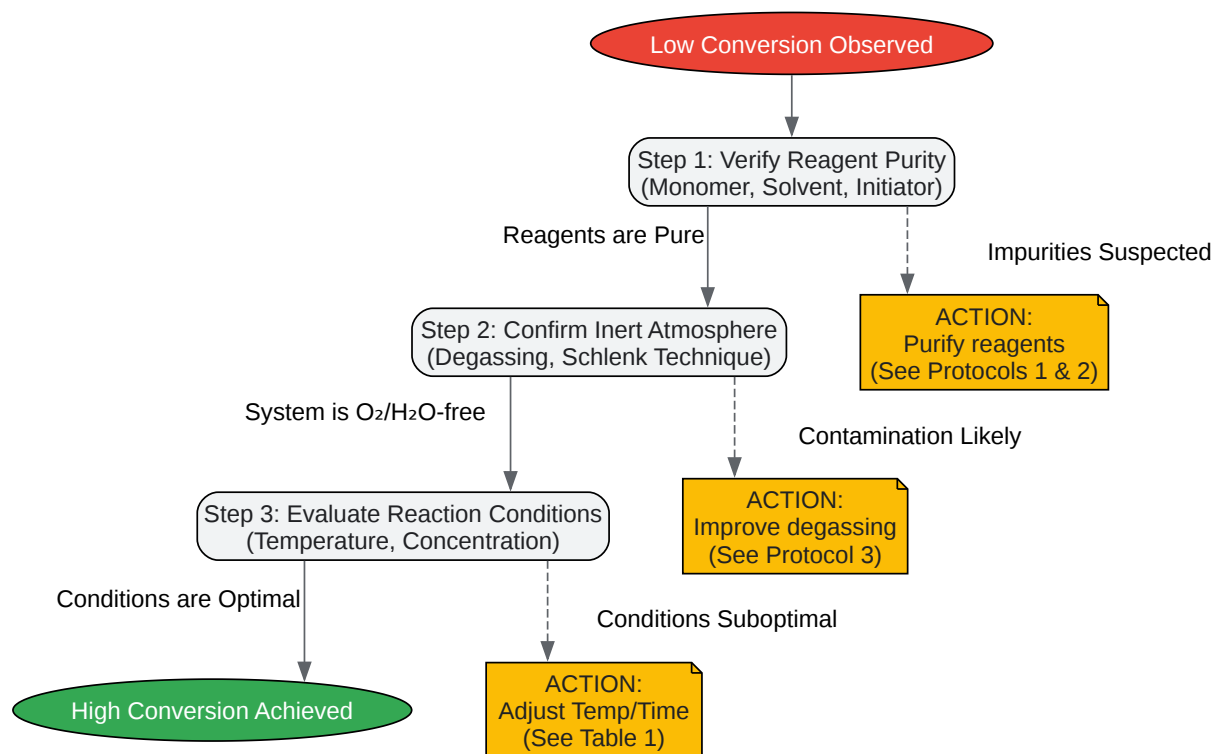 Low Conversion Observed
Step 1: Verify Reagent Purity
(Monomer, Solvent, Initiator)
Reagents are Pure
Impurities Suspected
ACTION:
Purify reagents
(See Protocols 1 & 2)
Step 2: Confirm Inert Atmosphere
(Degassing, Schlenk Technique)
System is O₂/H₂O-free
Contamination Likely
ACTION:
Improve degassing
(See Protocol 3)
Step 3: Evaluate Reaction Conditions
(Temperature, Concentration)
Conditions are Optimal
Conditions Suboptimal
ACTION:
Adjust Temp/Time
(See Table 1)
High Conversion Achieved